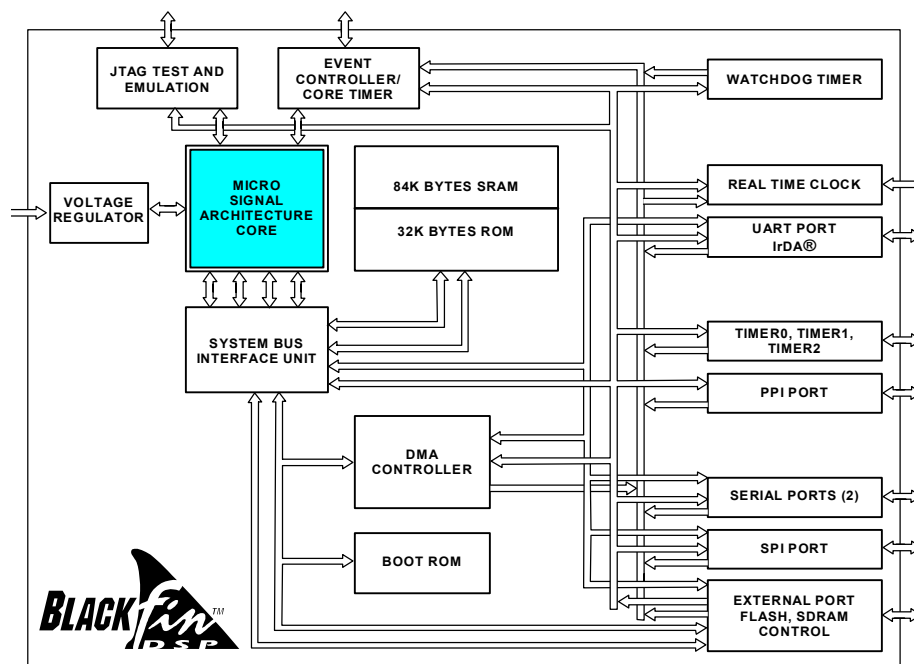 JTAG TEST AND
EMULATION
EVENT
CONTROLLER/
CORE TIMER
WATCHDOG TIMER
VOLTAGE
REGULATOR
MICRO
SIGNAL
ARCHITECTURE
CORE
84K BYTES SRAM
32K BYTES ROM
REAL TIME CLOCK
UART PORT
IrDA®
SYSTEM BUS
INTERFACE UNIT
TIMER0, TIMER1,
TIMER2
PPI PORT
DMA
CONTROLLER
SERIAL PORTS (2)
BOOT ROM
SPI PORT
EXTERNAL PORT
FLASH, SDRAM
CONTROL
BLACKfin™
DSP